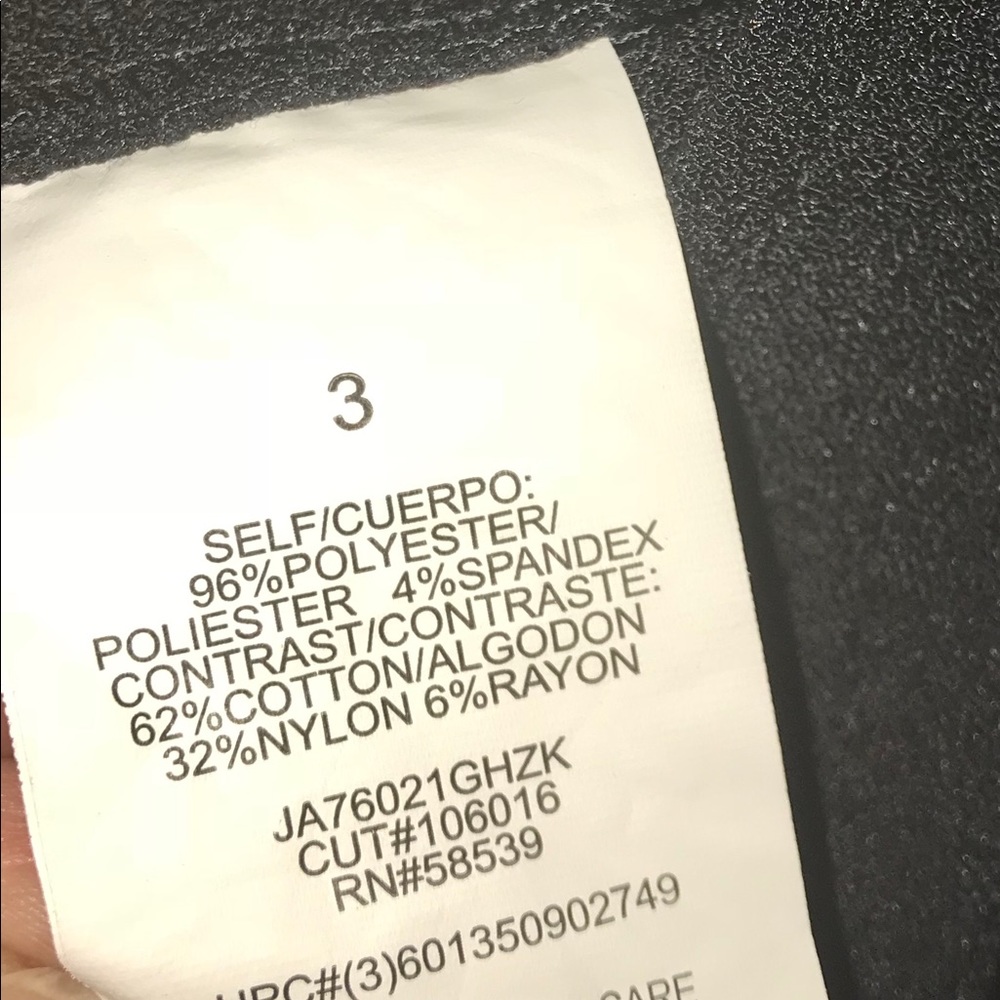 3
SELF/CUERPO:
96%POLYESTER/
POLIESTER 4%SPANDEX
CONTRAST/CONTRASTE:
62%COTTON/ALGODON
32%NYLON 6%RAYON
JA76021GHZK
CUT#106016
RN#58539
UPC#(3)601350902749
CARE